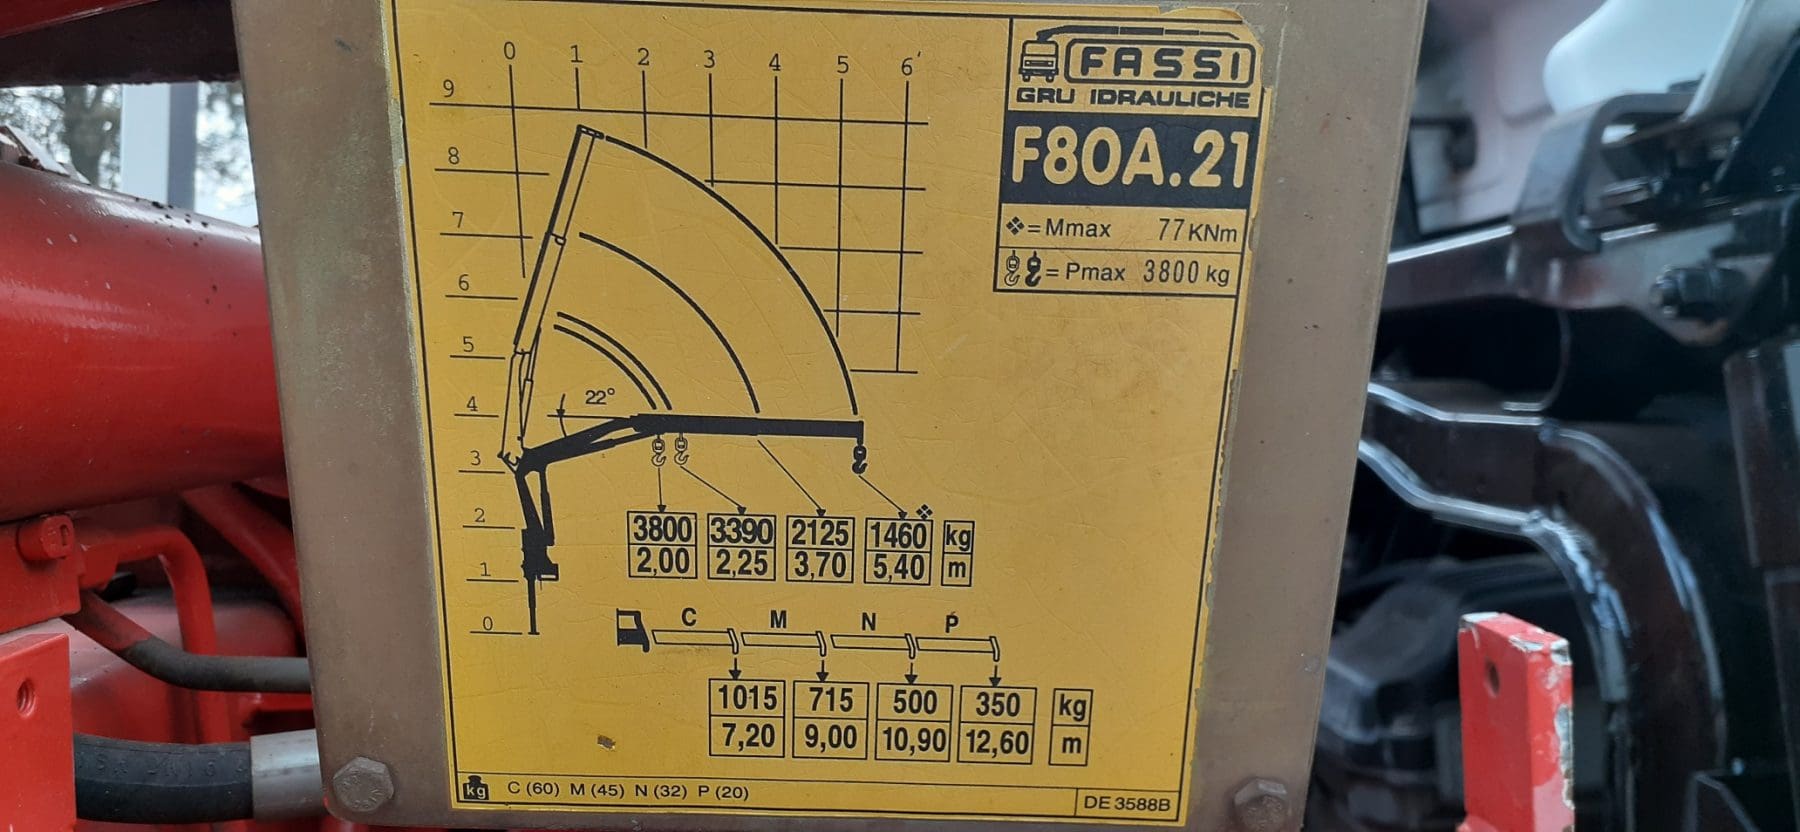 0 1 2 3 4 5 6'
9
8
7
6
5
4
3
2
1
0
22°
FASSI
GRU IDRAULICHE
F80A.21
❖=Mmax 77 KNm
= Pmax 3800 kg
❖
3800 3390 2125 1460 kg
2,00 2,25 3,70 5,40 m
C M N P
1015 715 500 350 kg
7,20 9,00 10,90 12,60 m
kg C (60) M (45) N (32) P (20)
DE 3588B